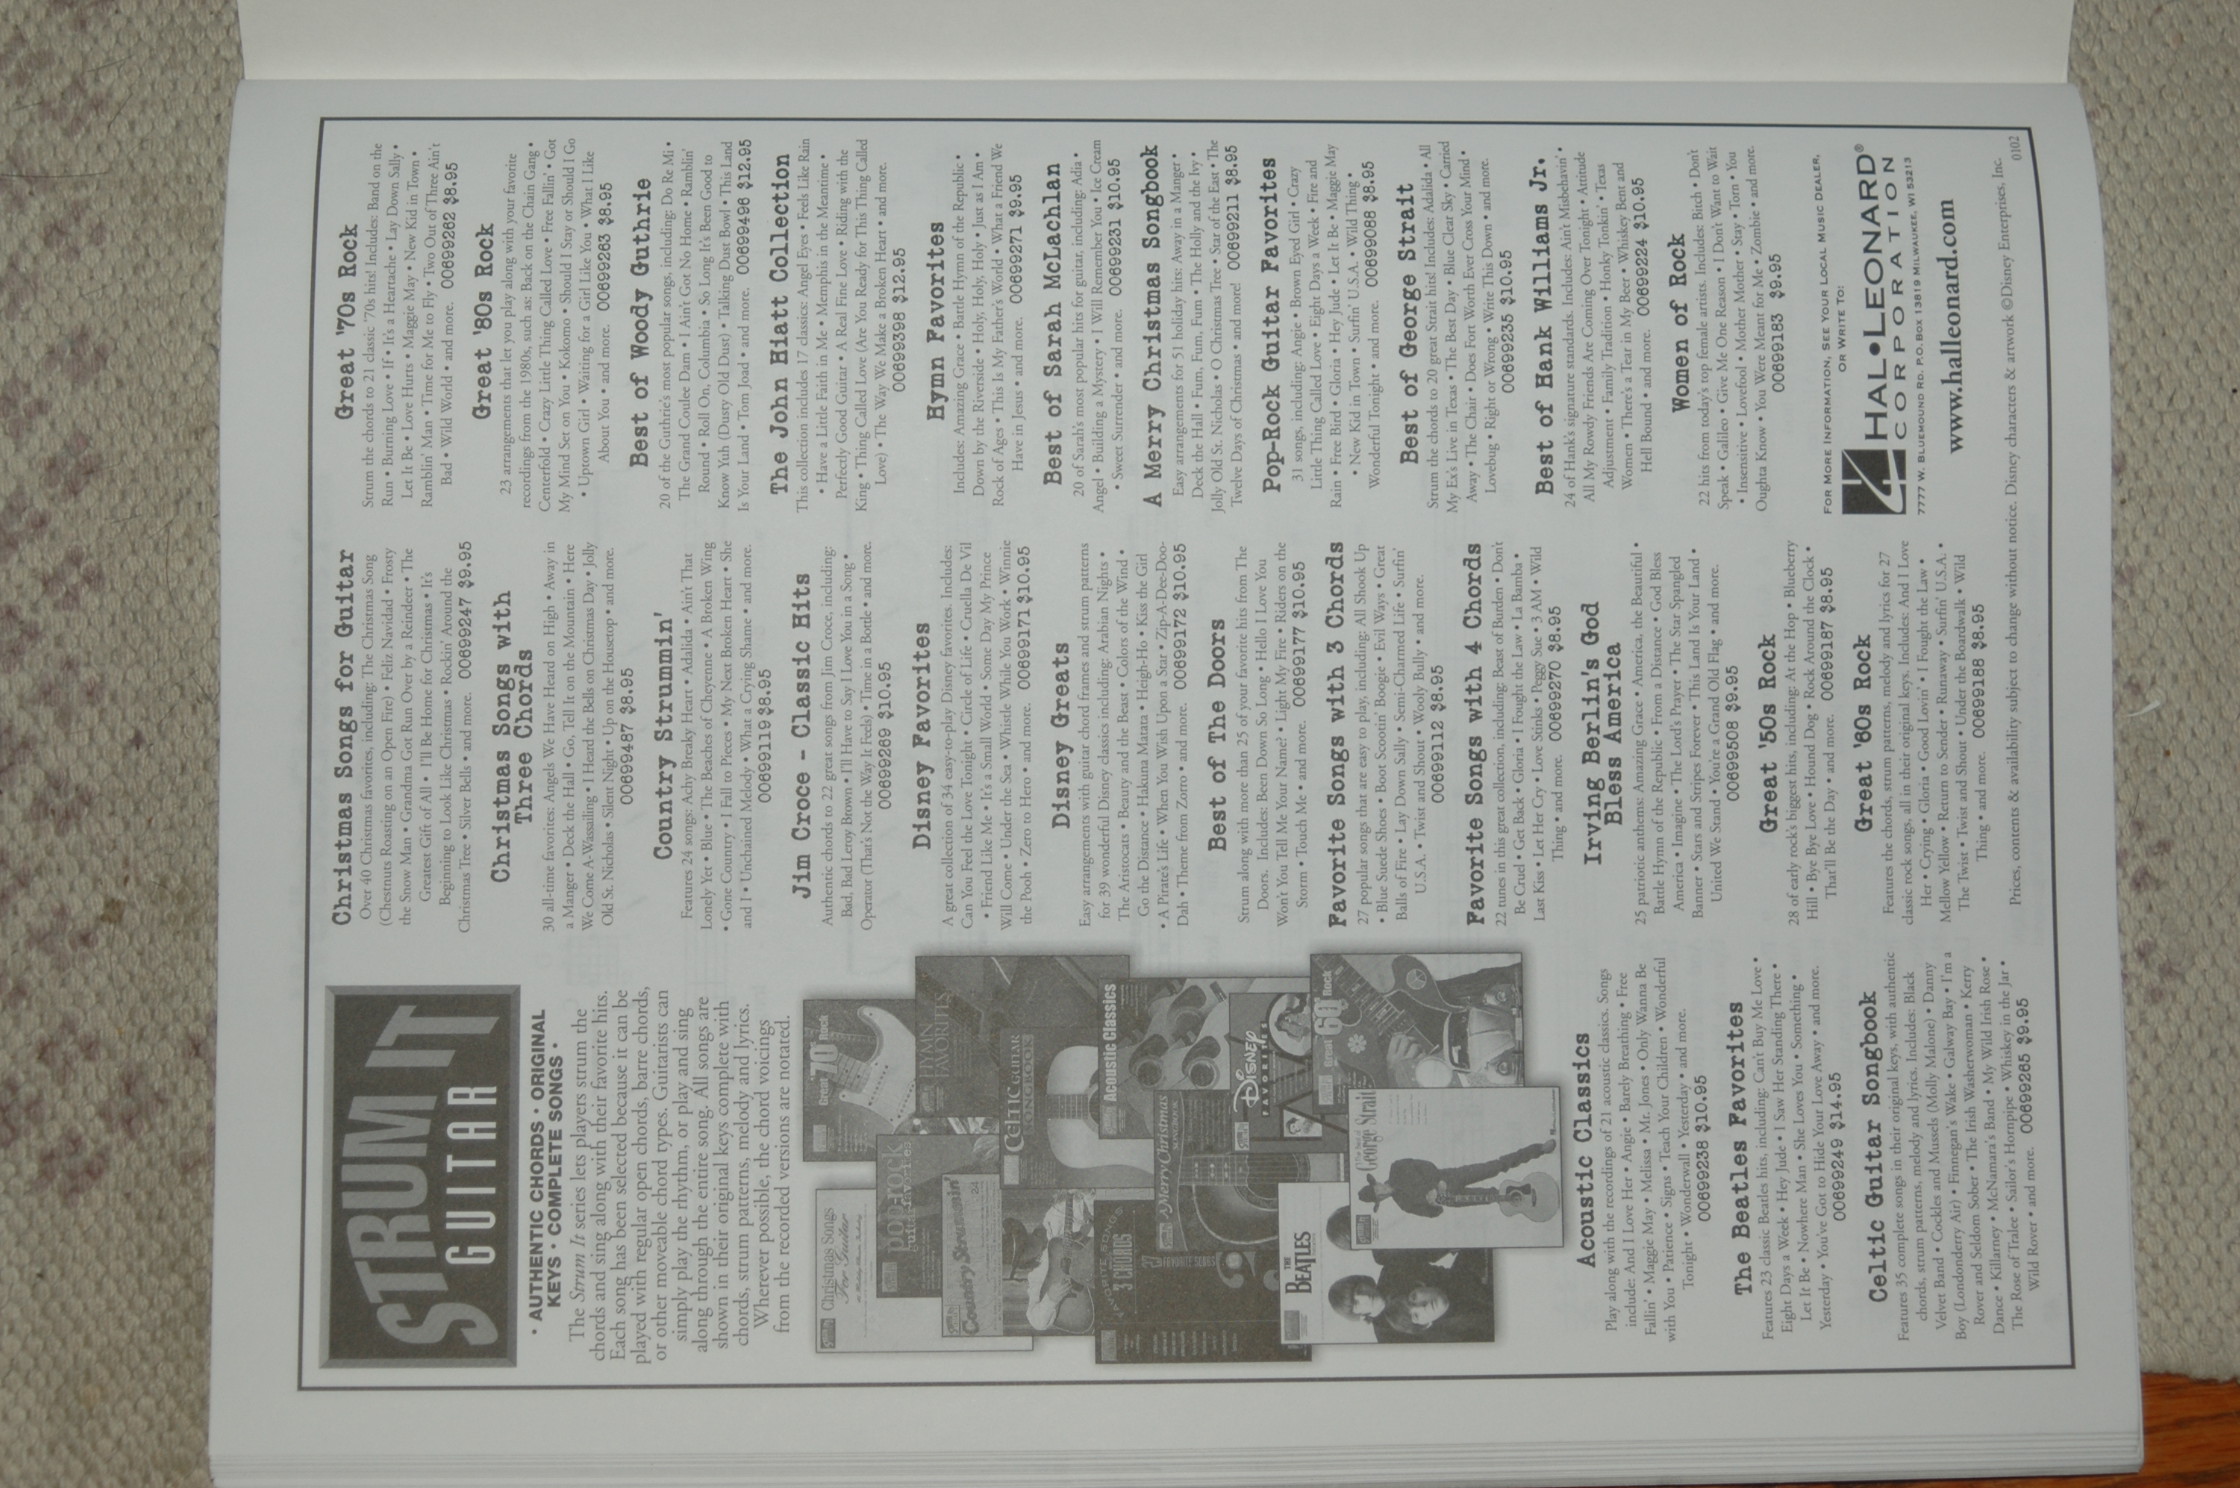 STRUM IT
GUITAR
• AUTHENTIC CHORDS • ORIGINAL
KEYS • COMPLETE SONGS •
The Strum It series lets players strum the
chords and sing along with their favorite hits.
Each song has been selected because it can be
played with regular open chords, barre chords,
or other moveable chord types. Guitarists can
simply play the rhythm, or play and sing
along through the entire song. All songs are
shown in their original keys complete with
chords, strum patterns, melody and lyrics.
Wherever possible, the chord voicings
from the recorded versions are notated.
Christmas Songs
For Guitar
pop-rock
guitar favorites
Great '70s Rock
Country Strummin'
HYMN
FAVORITES
CELTIC GUITAR
SONGBOOK
FAVORITE SONGS
3 CHORDS
A Merry Christmas
SONGBOOK
Acoustic Classics
THE
BEATLES
FAVORITES
DISNEY
FAVORITES
The Best of
George Strait
Great '60s Rock
Acoustic Classics
Play along with the recordings of 21 acoustic classics. Songs
include: And I Love Her • Angie • Barely Breathing • Free
Fallin' • Maggie May • Melissa • Mr. Jones • Only Wanna Be
with You • Patience • Signs • Teach Your Children • Wonderful
Tonight • Wonderwall • Yesterday • and more.
00699238 $10.95
The Beatles Favorites
Features 23 classic Beatles hits, including: Can't Buy Me Love •
Eight Days a Week • Hey Jude • I Saw Her Standing There •
Let It Be • Nowhere Man • She Loves You • Something •
Yesterday • You've Got to Hide Your Love Away • and more.
00699249 $14.95
Celtic Guitar Songbook
Features 35 complete songs in their original keys, with authentic
chords, strum patterns, melody and lyrics. Includes: Black
Velvet Band • Cockles and Mussels (Molly Malone) • Danny
Boy (Londonderry Air) • Finnegan's Wake • Galway Bay • I'm a
Rover and Seldom Sober • The Irish Washerwoman • Kerry
Dance • Killarney • McNamara's Band • My Wild Irish Rose •
The Rose of Tralee • Sailor's Hornpipe • Whiskey in the Jar •
Wild Rover • and more. 00699265 $9.95
Christmas Songs for Guitar
Over 40 Christmas favorites, including: The Christmas Song
(Chestnuts Roasting on an Open Fire) • Feliz Navidad • Frosty
the Snow Man • Grandma Got Run Over by a Reindeer • The
Greatest Gift of All • I'll Be Home for Christmas • It's
Beginning to Look Like Christmas • Rockin' Around the
Christmas Tree • Silver Bells • and more. 00699247 $9.95
Christmas Songs with
Three Chords
30 all-time favorites: Angels We Have Heard on High • Away in
a Manger • Deck the Hall • Go, Tell It on the Mountain • Here
We Come A-Wassailing • I Heard the Bells on Christmas Day • Jolly
Old St. Nicholas • Silent Night • Up on the Housetop • and more.
00699487 $8.95
Country Strummin'
Features 24 songs: Achy Breaky Heart • Adalida • Ain't That
Lonely Yet • Blue • The Beaches of Cheyenne • A Broken Wing
• Gone Country • I Fall to Pieces • My Next Broken Heart • She
and I • Unchained Melody • What a Crying Shame • and more.
00699119 $8.95
Jim Croce - Classic Hits
Authentic chords to 22 great songs from Jim Croce, including:
Bad, Bad Leroy Brown • I'll Have to Say I Love You in a Song •
Operator (That's Not the Way It Feels) • Time in a Bottle • and more.
00699269 $10.95
Disney Favorites
A great collection of 34 easy-to-play Disney favorites. Includes:
Can You Feel the Love Tonight • Circle of Life • Cruella De Vil
• Friend Like Me • It's a Small World • Some Day My Prince
Will Come • Under the Sea • Whistle While You Work • Winnie
the Pooh • Zero to Hero • and more. 00699171 $10.95
Disney Greats
Easy arrangements with guitar chord frames and strum patterns
for 39 wonderful Disney classics including: Arabian Nights •
The Aristocats • Beauty and the Beast • Colors of the Wind •
Go the Distance • Hakuna Matata • Heigh-Ho • Kiss the Girl
• A Pirate's Life • When You Wish Upon a Star • Zip-A-Dee-Doo-
Dah • Theme from Zorro • and more. 00699172 $10.95
Best of The Doors
Strum along with more than 25 of your favorite hits from The
Doors. Includes: Been Down So Long • Hello I Love You
Won't You Tell Me Your Name? • Light My Fire • Riders on the
Storm • Touch Me • and more. 00699177 $10.95
Favorite Songs with 3 Chords
27 popular songs that are easy to play, including: All Shook Up
• Blue Suede Shoes • Boot Scootin' Boogie • Evil Ways • Great
Balls of Fire • Lay Down Sally • Semi-Charmed Life • Surfin'
U.S.A. • Twist and Shout • Wooly Bully • and more.
00699112 $8.95
Favorite Songs with 4 Chords
22 tunes in this great collection, including: Beast of Burden • Don't
Be Cruel • Get Back • Gloria • I Fought the Law • La Bamba •
Last Kiss • Let Her Cry • Love Stinks • Peggy Sue • 3 AM • Wild
Thing • and more. 00699270 $8.95
Irving Berlin's God
Bless America
25 patriotic anthems: Amazing Grace • America, the Beautiful •
Battle Hymn of the Republic • From a Distance • God Bless
America • Imagine • The Lord's Prayer • The Star Spangled
Banner • Stars and Stripes Forever • This Land Is Your Land •
United We Stand • You're a Grand Old Flag • and more.
00699508 $9.95
Great '50s Rock
28 of early rock's biggest hits, including: At the Hop • Blueberry
Hill • Bye Bye Love • Hound Dog • Rock Around the Clock •
That'll Be the Day • and more. 00699187 $8.95
Great '60s Rock
Features the chords, strum patterns, melody and lyrics for 27
classic rock songs, all in their original keys. Includes: And I Love
Her • Crying • Gloria • Good Lovin' • I Fought the Law •
Mellow Yellow • Return to Sender • Runaway • Surfin' U.S.A. •
The Twist • Twist and Shout • Under the Boardwalk • Wild
Thing • and more. 00699188 $8.95
Great '70s Rock
Strum the chords to 21 classic '70s hits! Includes: Band on the
Run • Burning Love • If • It's a Heartache • Lay Down Sally •
Let It Be • Love Hurts • Maggie May • New Kid in Town •
Ramblin' Man • Time for Me to Fly • Two Out of Three Ain't
Bad • Wild World • and more. 00699262 $8.95
Great '80s Rock
23 arrangements that let you play along with your favorite
recordings from the 1980s, such as: Back on the Chain Gang •
Centerfold • Crazy Little Thing Called Love • Free Fallin' • Got
My Mind Set on You • Kokomo • Should I Stay or Should I Go
• Uptown Girl • Waiting for a Girl Like You • What I Like
About You • and more. 00699263 $8.95
Best of Woody Guthrie
20 of the Guthrie's most popular songs, including: Do Re Mi •
The Grand Coulee Dam • I Ain't Got No Home • Ramblin'
Round • Roll On, Columbia • So Long It's Been Good to
Know Yuh (Dusty Old Dust) • Talking Dust Bowl • This Land
Is Your Land • Tom Joad • and more. 00699496 $12.95
The John Hiatt Collection
This collection includes 17 classics: Angel Eyes • Feels Like Rain
• Have a Little Faith in Me • Memphis in the Meantime •
Perfectly Good Guitar • A Real Fine Love • Riding with the
King • Thing Called Love (Are You Ready for This Thing Called
Love) • The Way We Make a Broken Heart • and more.
00699398 $12.95
Hymn Favorites
Includes: Amazing Grace • Battle Hymn of the Republic •
Down by the Riverside • Holy, Holy, Holy • Just as I Am •
Rock of Ages • This Is My Father's World • What a Friend We
Have in Jesus • and more. 00699271 $9.95
Best of Sarah McLachlan
20 of Sarah's most popular hits for guitar, including: Adia •
Angel • Building a Mystery • I Will Remember You • Ice Cream
• Sweet Surrender • and more. 00699231 $10.95
A Merry Christmas Songbook
Easy arrangements for 51 holiday hits: Away in a Manger •
Deck the Hall • Fum, Fum, Fum • The Holly and the Ivy •
Jolly Old St. Nicholas • O Christmas Tree • Star of the East • The
Twelve Days of Christmas • and more! 00699211 $8.95
Pop-Rock Guitar Favorites
31 songs, including: Angie • Brown Eyed Girl • Crazy
Little Thing Called Love • Eight Days a Week • Fire and
Rain • Free Bird • Gloria • Hey Jude • Let It Be • Maggie May
• New Kid in Town • Surfin' U.S.A. • Wild Thing •
Wonderful Tonight • and more. 00699088 $8.95
Best of George Strait
Strum the chords to 20 great Strait hits! Includes: Adalida • All
My Ex's Live in Texas • The Best Day • Blue Clear Sky • Carried
Away • The Chair • Does Fort Worth Ever Cross Your Mind •
Lovebug • Right or Wrong • Write This Down • and more.
00699235 $10.95
Best of Hank Williams Jr.
24 of Hank's signature standards. Includes: Ain't Misbehavin' •
All My Rowdy Friends Are Coming Over Tonight • Attitude
Adjustment • Family Tradition • Honky Tonkin' • Texas
Women • There's a Tear in My Beer • Whiskey Bent and
Hell Bound • and more. 00699224 $10.95
Women of Rock
22 hits from today's top female artists. Includes: Bitch • Don't
Speak • Galileo • Give Me One Reason • I Don't Want to Wait
• Insensitive • Lovefool • Mother Mother • Stay • Torn • You
Oughta Know • You Were Meant for Me • Zombie • and more.
00699183 $9.95
FOR MORE INFORMATION, SEE YOUR LOCAL MUSIC DEALER,
OR WRITE TO:
HAL•LEONARD®
CORPORATION
7777 W. BLUEMOUND RD. P.O. BOX 13819 MILWAUKEE, WI 53213
www.halleonard.com
Prices, contents & availability subject to change without notice. Disney characters & artwork ©Disney Enterprises, Inc.
0102